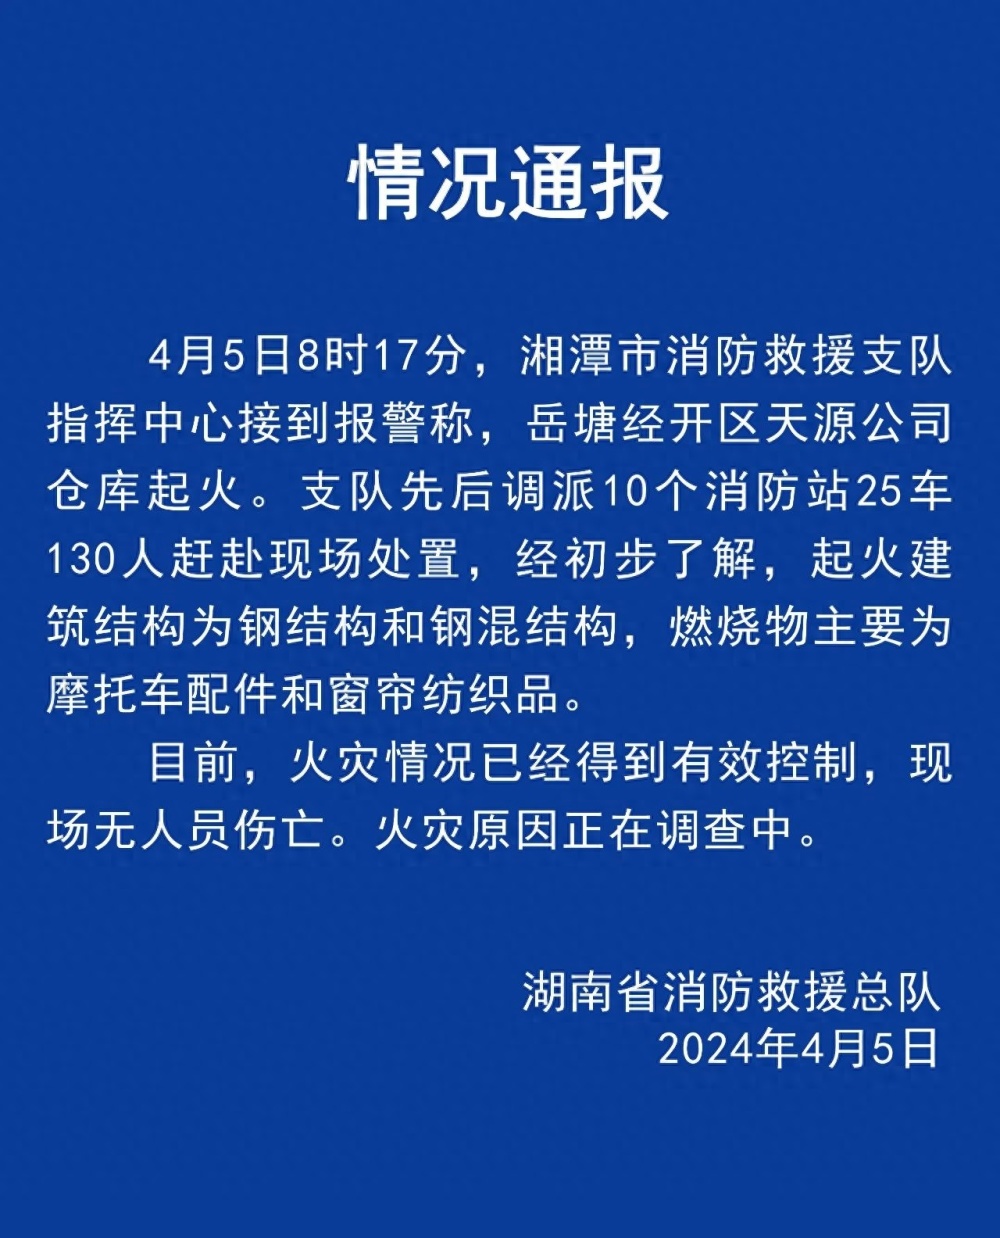 情况通报
4月5日8时17分，湘潭市消防救援支队
指挥中心接到报警称，岳塘经开区天源公司
仓库起火。支队先后调派10个消防站25车
130人赶赴现场处置，经初步了解，起火建
筑结构为钢结构和钢混结构，燃烧物主要为
摩托车配件和窗帘纺织品。
目前，火灾情况已经得到有效控制，现
场无人员伤亡。火灾原因正在调查中。
湖南省消防救援总队
2024年4月5日